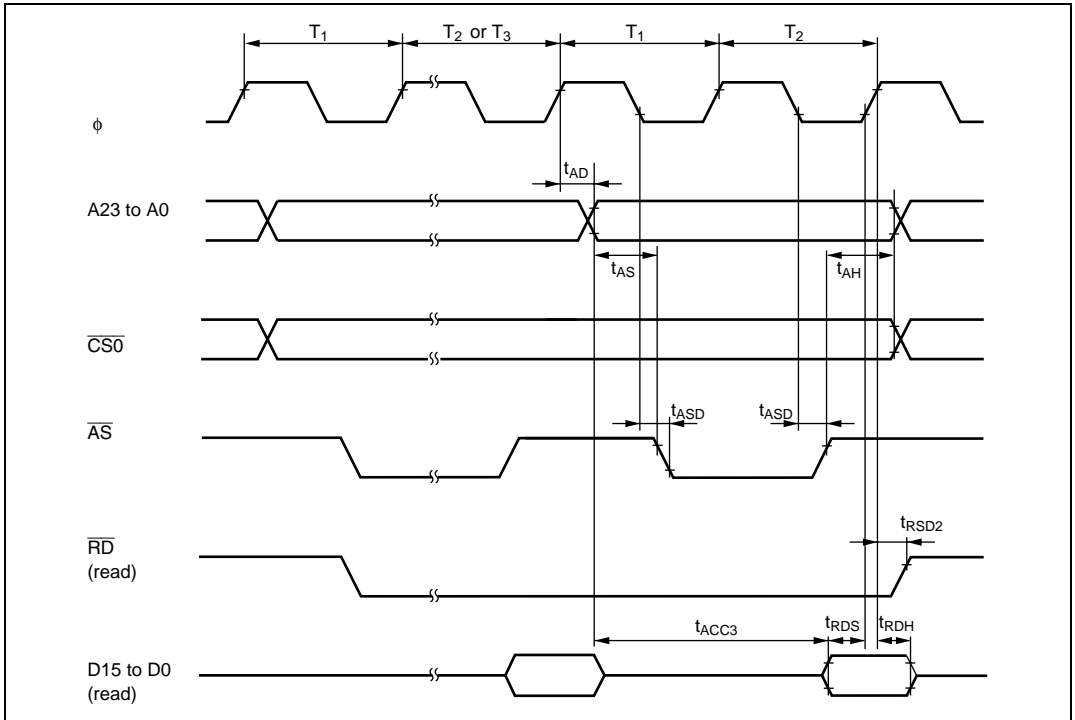 T1
T2 or T3
T1
T2
ϕ
tAD
A23 to A0
tAS
tAH
CS0
tASD
tASD
AS
tRSD2
RD
(read)
tACC3
tRDS
tRDH
D15 to D0
(read)